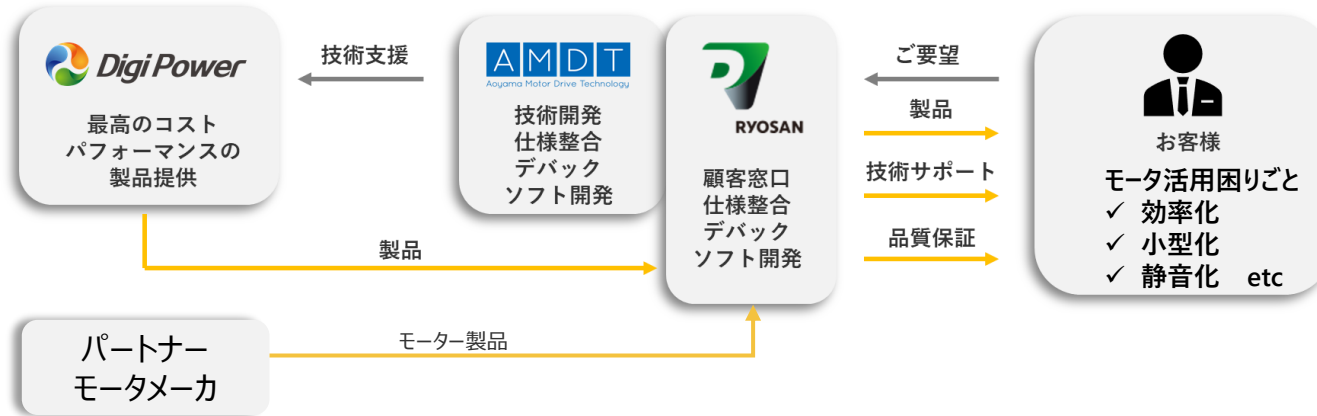 Digi Power
最高のコスト
パフォーマンスの
製品提供
技術支援
AMDT
Aoyama Motor Drive Technology
技術開発
仕様整合
デバック
ソフト開発
RYOSAN
顧客窓口
仕様整合
デバック
ソフト開発
ご要望
製品
技術サポート
品質保証
お客様
モータ活用困りごと
✓ 効率化
✓ 小型化
✓ 静音化 etc
製品
モーター製品
パートナー
モータメーカ